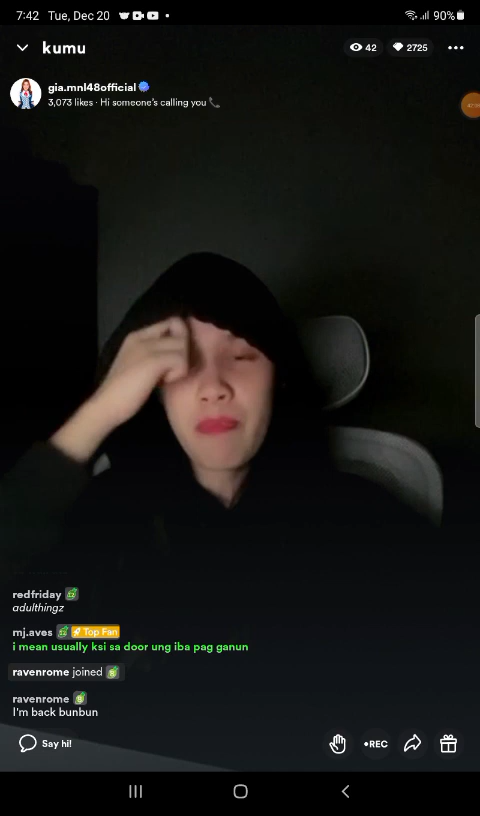 7:42 Tue, Dec 20 • 90%
kumu 42 2725
gia.mnl48official
3,073 likes · Hi someone's calling you 📞
redfriday
adulthingz
mj.aves Top Fan
i mean usually ksi sa door ung iba pag ganun
ravenrome joined
ravenrome
I'm back bunbun
Say hi! •REC